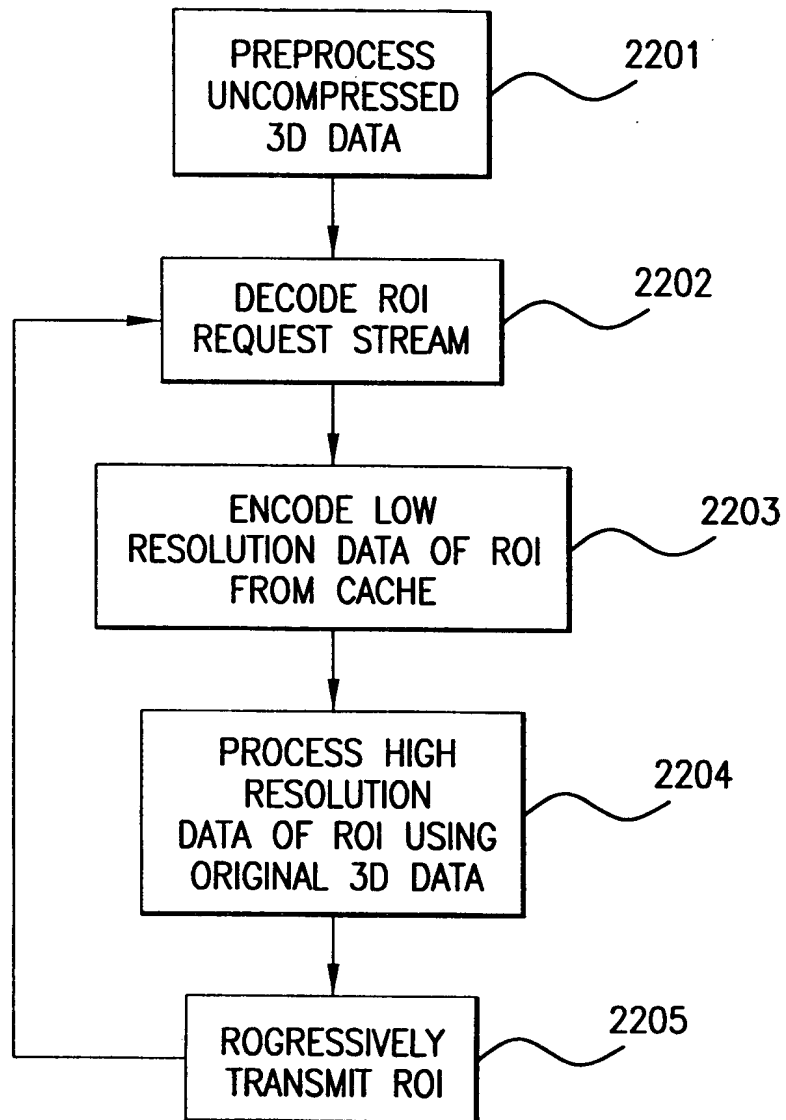 PREPROCESS
UNCOMPRESSED
3D DATA
2201
DECODE ROI
REQUEST STREAM
2202
ENCODE LOW
RESOLUTION DATA OF ROI
FROM CACHE
2203
PROCESS HIGH
RESOLUTION
DATA OF ROI USING
ORIGINAL 3D DATA
2204
ROGRESSIVELY
TRANSMIT ROI
2205